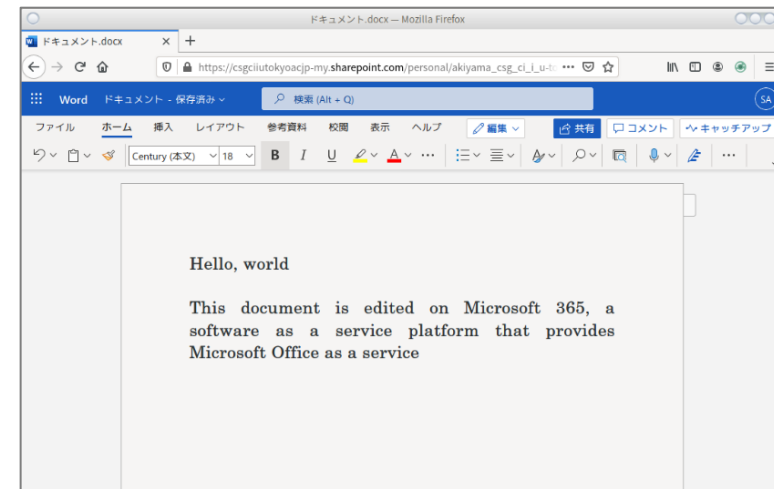 ドキュメント.docx — Mozilla Firefox
ドキュメント.docx
https://csgciiutokyoacjp-my.sharepoint.com/personal/akiyama_csg_ci_i_u-to
Word ドキュメント - 保存済み 検索 (Alt + Q) SA
ファイル ホーム 挿入 レイアウト 参考資料 校閲 表示 ヘルプ 編集 共有 コメント キャッチアップ
Century (本文) 18 B I U A
Hello, world
This document is edited on Microsoft 365, a
software as a service platform that provides
Microsoft Office as a service